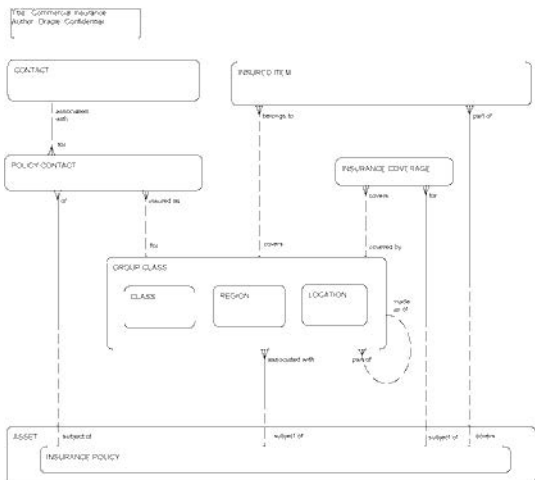 Title Commercial Insurance
Author Drapie Confidential
CONTACT
INSURED ITEM
associated
with
for
belongs to
part of
POLICY CONTACT
INSURANCE COVERAGE
of
insured as
covers
for
for
covers
covered by
GROUP CLASS
CLASS
REGION
LOCATION
made
up of
associated with
part of
ASSET
subject of
subject of
subject of
covers
INSURANCE POLICY